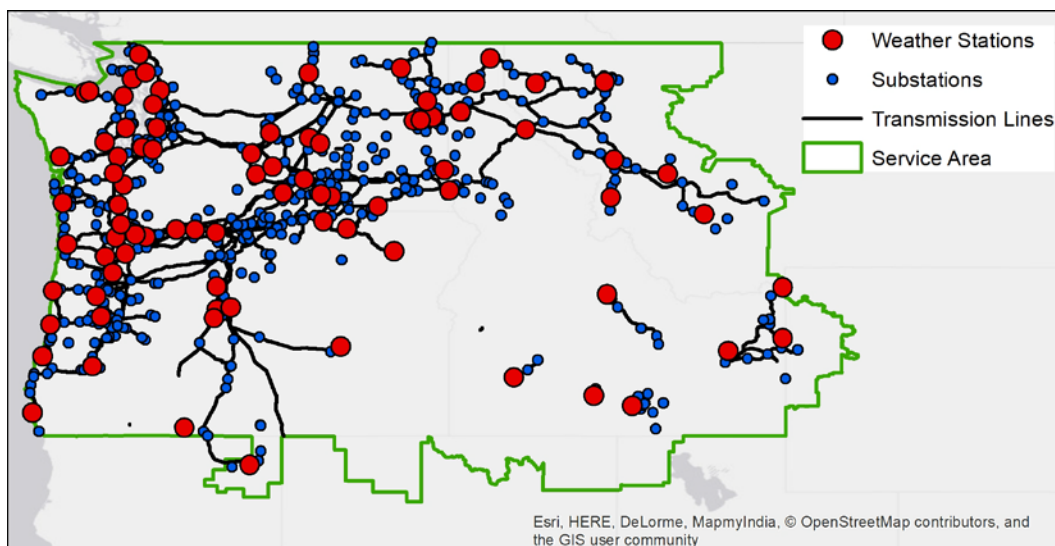 Weather Stations
Substations
Transmission Lines
Service Area
Esri, HERE, DeLorme, MapmyIndia, © OpenStreetMap contributors, and
the GIS user community